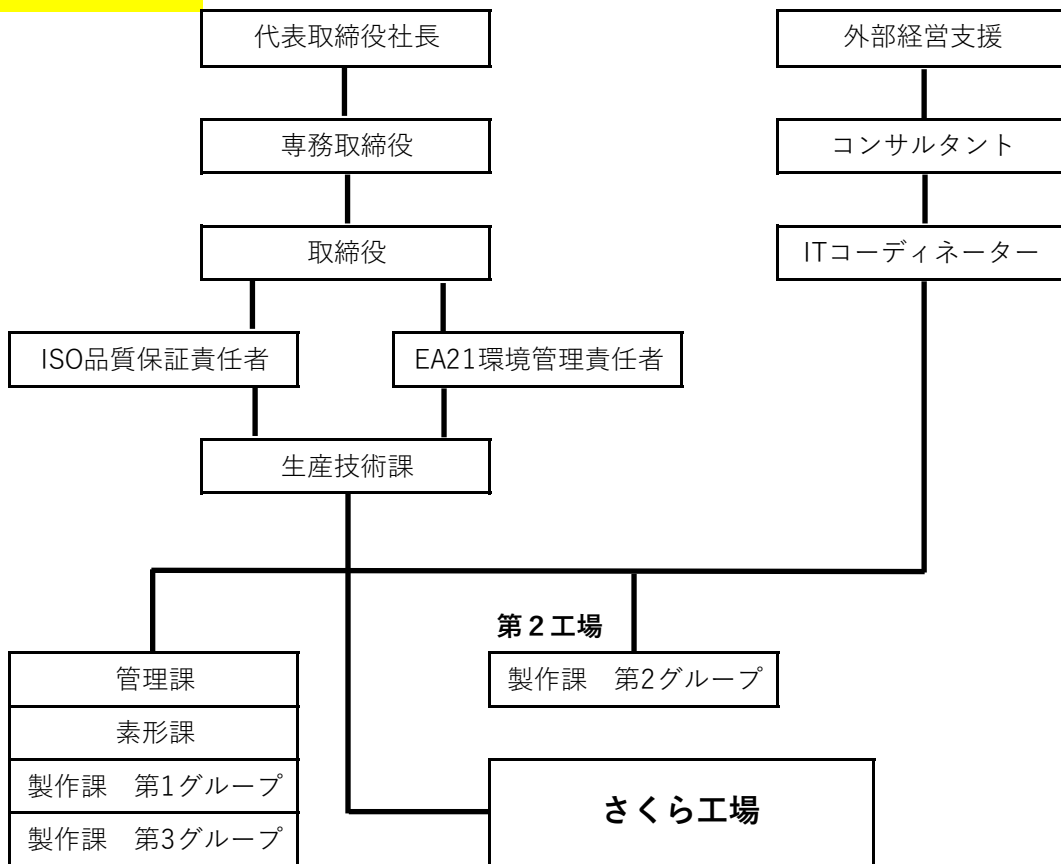 代表取締役社長
外部経営支援
専務取締役
コンサルタント
取締役
ITコーディネーター
ISO品質保証責任者
EA21環境管理責任者
生産技術課
第２工場
管理課
製作課　第2グループ
素形課
製作課　第1グループ
製作課　第3グループ
さくら工場